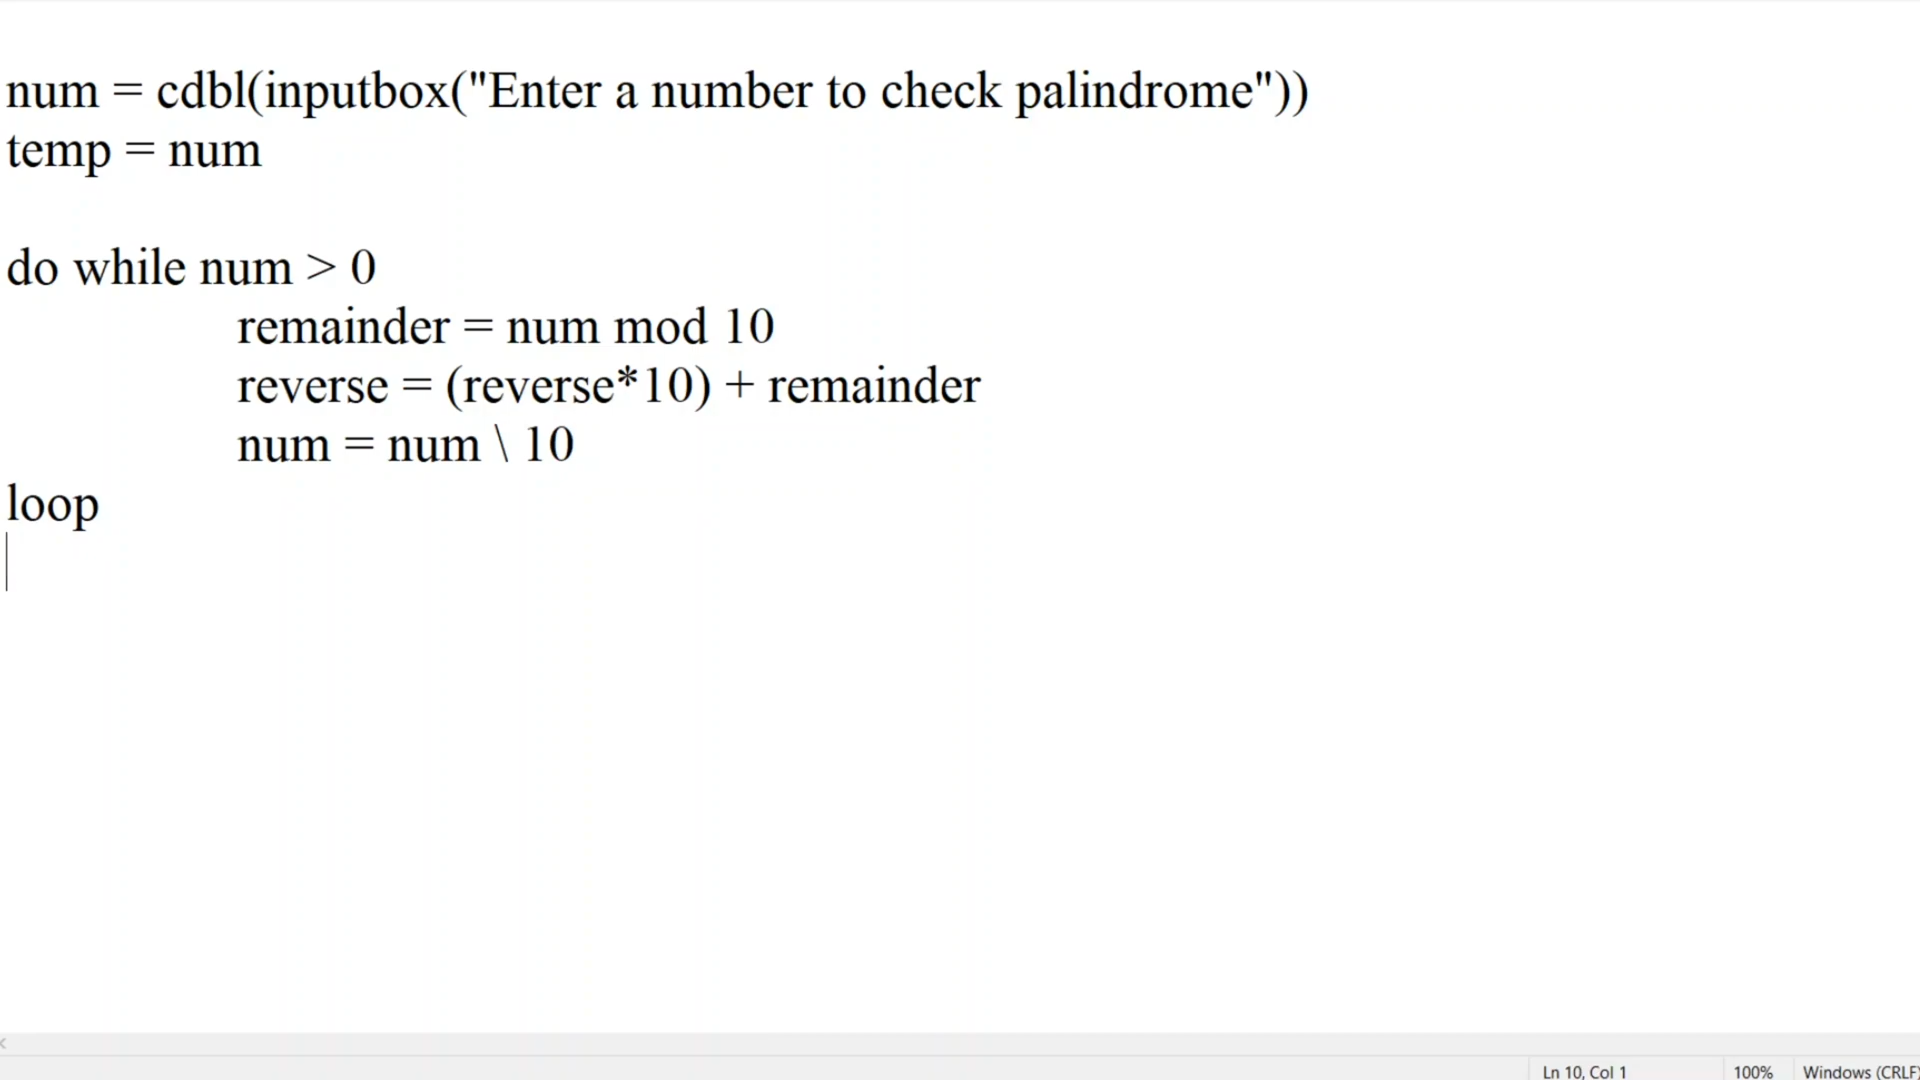 num = cdbl(inputbox("Enter a number to check palindrome"))
temp = num
do while num > 0
remainder = num mod 10
reverse = (reverse*10) + remainder
num = num \ 10
loop
Ln 10, Col 1 100% Windows (CRLF)